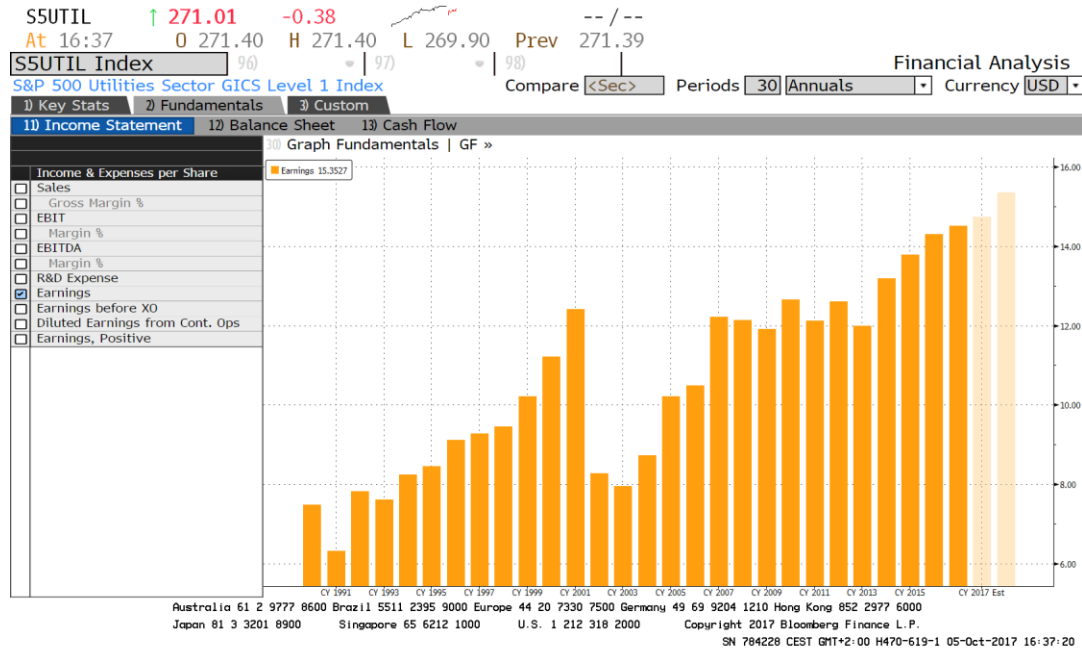 S5UTIL ↑ 271.01 -0.38 -- / --
At 16:37 O 271.40 H 271.40 L 269.90 Prev 271.39
S5UTIL Index 96) 97) 98) Financial Analysis
S&P 500 Utilities Sector GICS Level 1 Index Compare <Sec> Periods 30 Annuals Currency USD
1) Key Stats 2) Fundamentals 3) Custom
11) Income Statement 12) Balance Sheet 13) Cash Flow
30) Graph Fundamentals | GF »
Income & Expenses per Share
Sales
Gross Margin %
EBIT
Margin %
EBITDA
Margin %
R&D Expense
Earnings
Earnings before XO
Diluted Earnings from Cont. Ops
Earnings, Positive
Earnings 15.3527
16.00
14.00
12.00
10.00
8.00
6.00
CY 1991 CY 1993 CY 1995 CY 1997 CY 1999 CY 2001 CY 2003 CY 2005 CY 2007 CY 2009 CY 2011 CY 2013 CY 2015 CY 2017 Est
Australia 61 2 9777 8600 Brazil 5511 2395 9000 Europe 44 20 7330 7500 Germany 49 69 9204 1210 Hong Kong 852 2977 6000
Japan 81 3 3201 8900 Singapore 65 6212 1000 U.S. 1 212 318 2000 Copyright 2017 Bloomberg Finance L.P.
SN 784228 CEST GMT+2:00 H470-619-1 05-Oct-2017 16:37:20